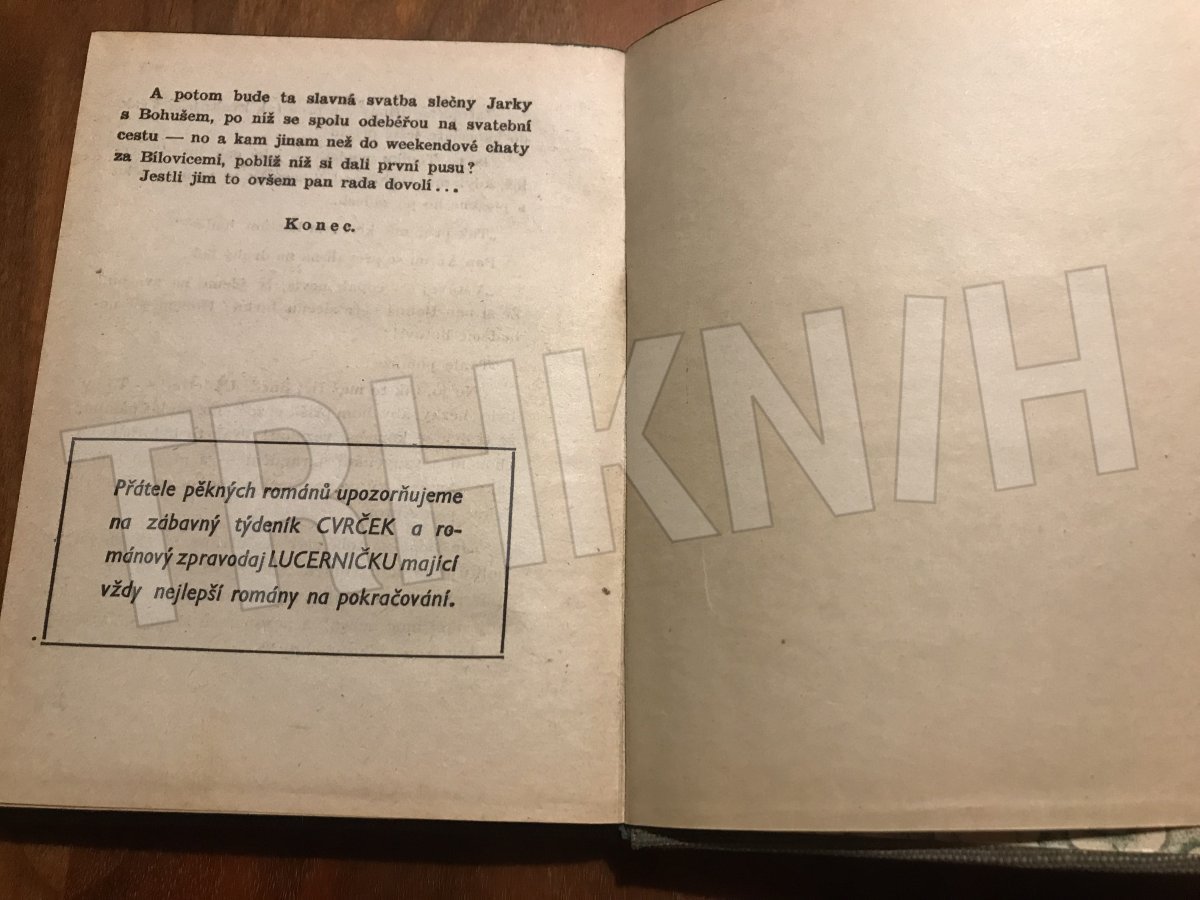 A potom bude ta slavná svatba slečny Jarky
s Bohušem, po níž se spolu odebéřou na svatební
cestu — no a kam jinam než do weekendové chaty
za Bílovicemi, poblíž níž si dali první pusu?
Jestli jim to ovšem pan rada dovolí...
Konec.
Přátele pěkných románů upozorňujeme
na zábavný týdeník CVRČEK a ro-
mánový zpravodaj LUCERNIČKU mající
vždy nejlepší romány na pokračování.
TRHKNIH